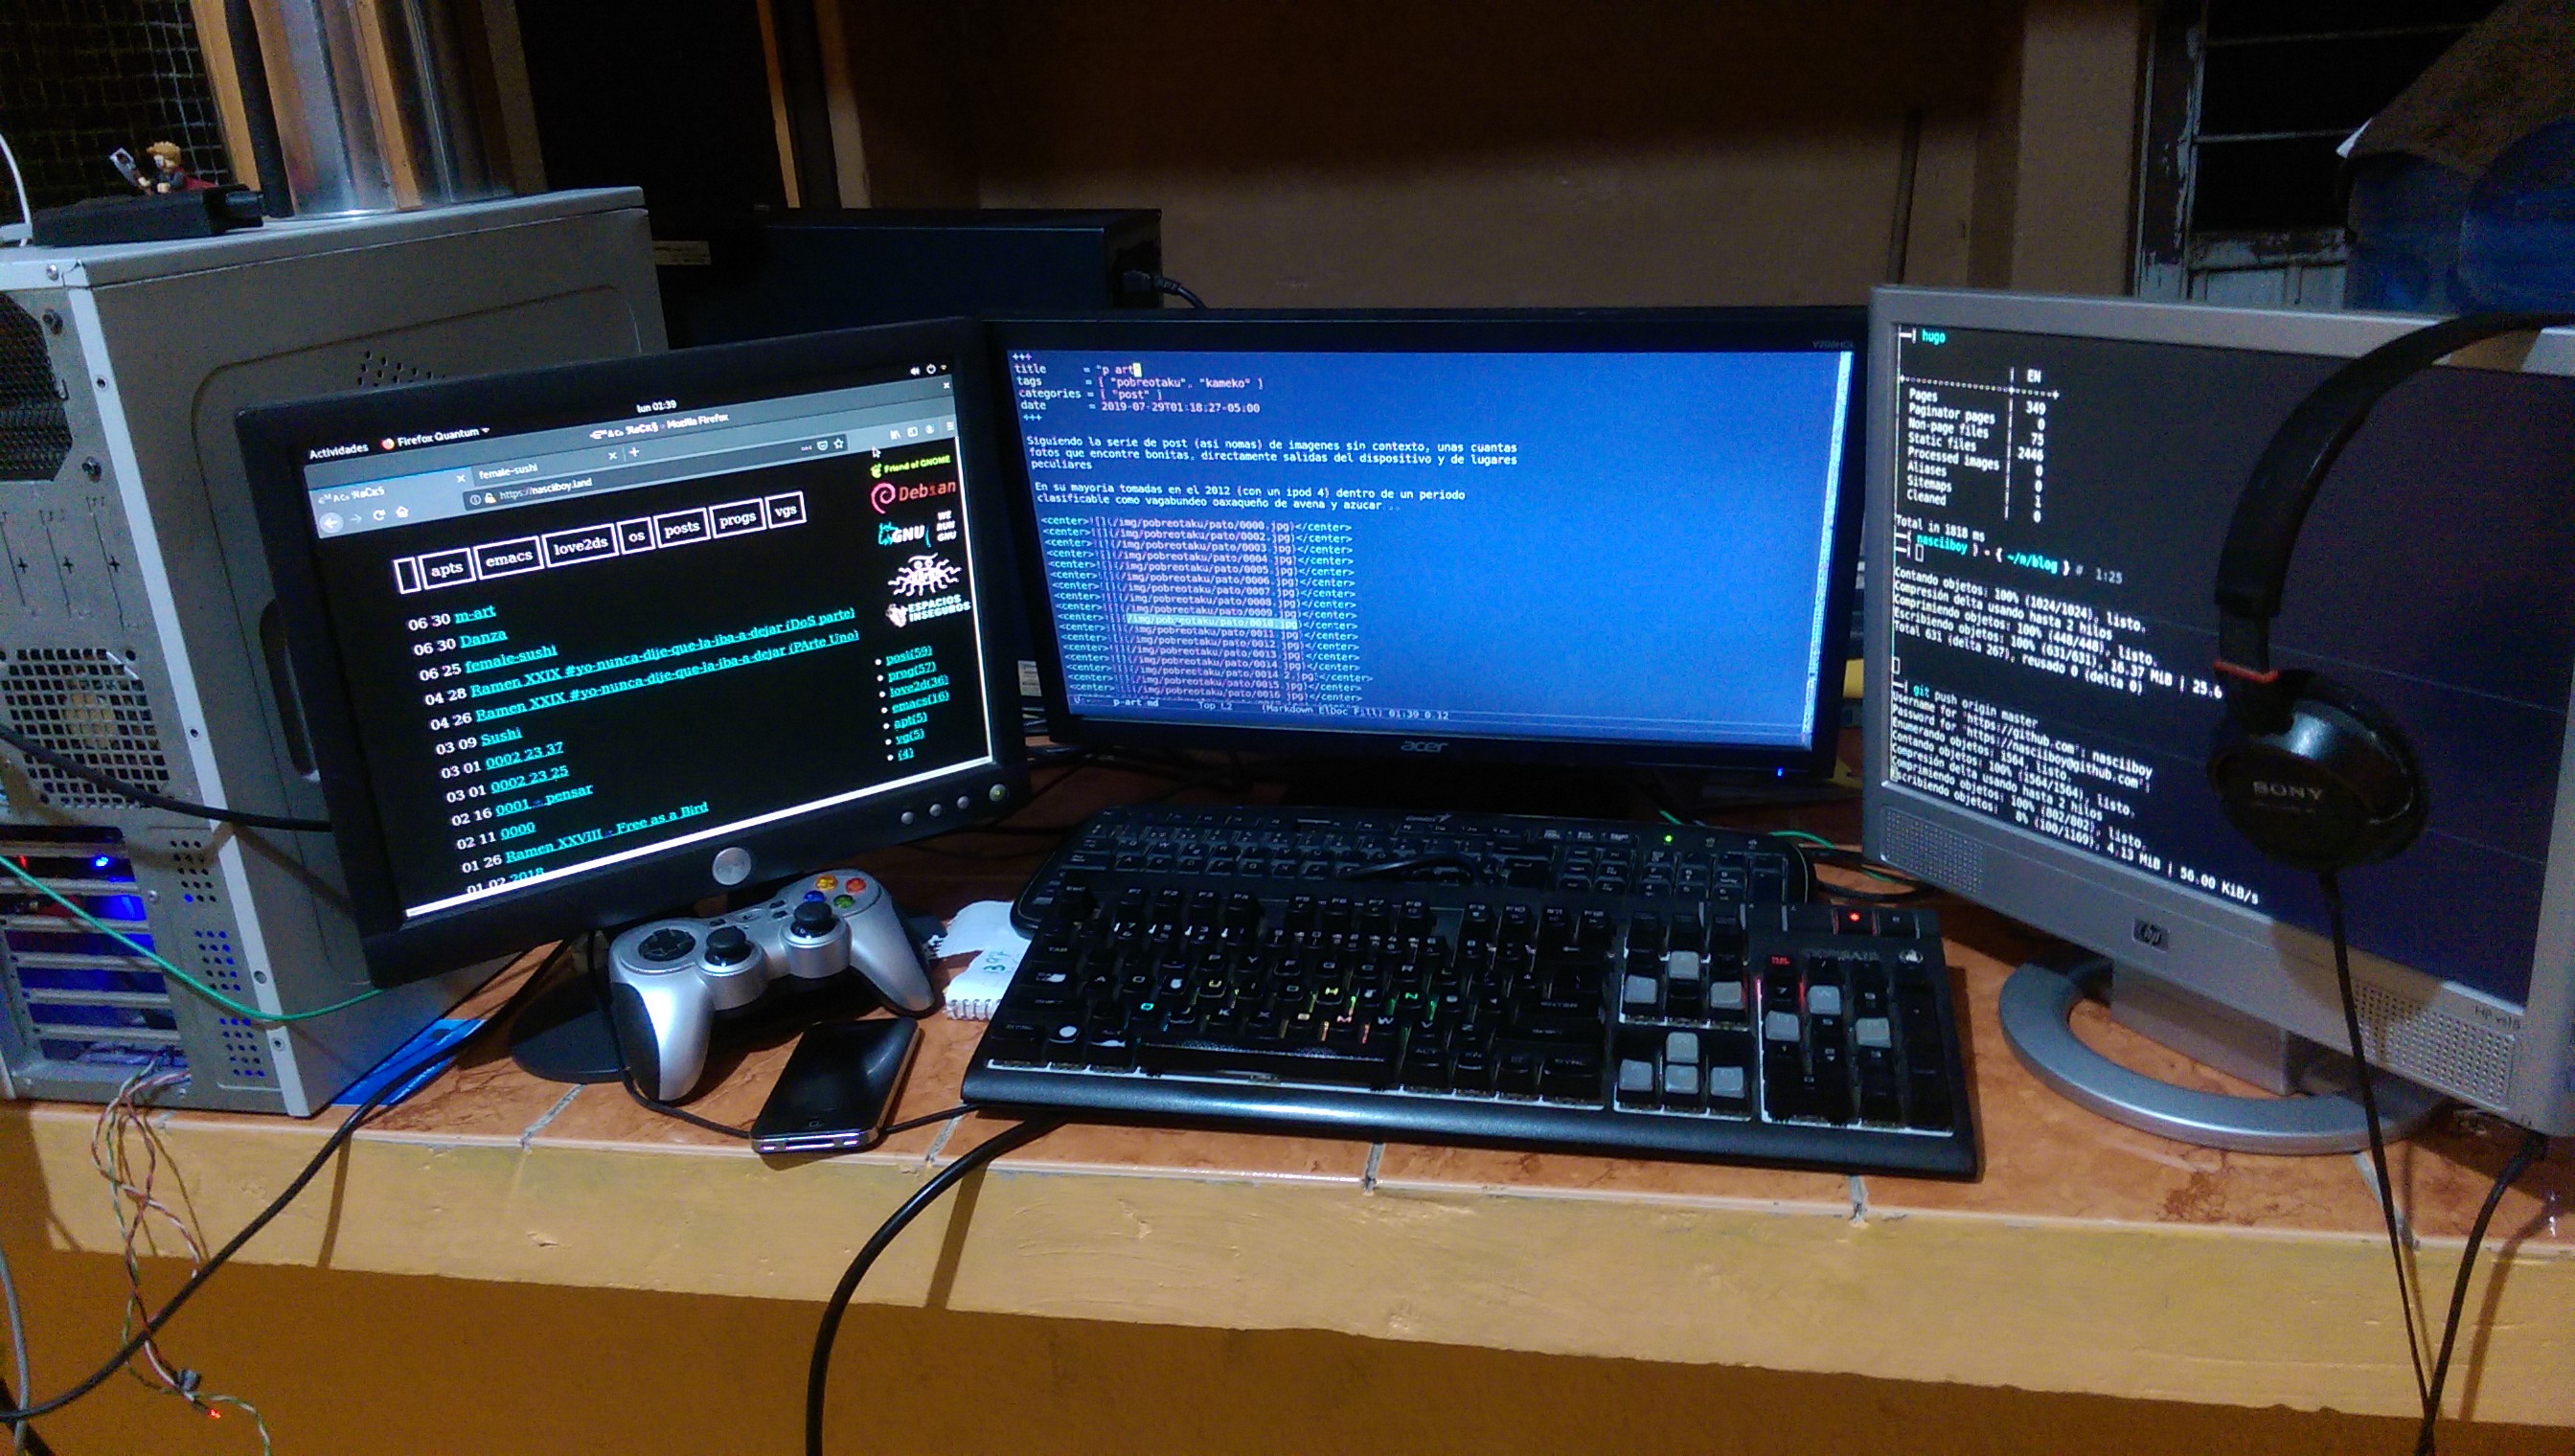 lun 01:39
Actividades Firefox Quantum
Mozilla Firefox
female-sushi
https://nasciiboy.land
apts emacs love2ds os posts progs vgs
06 30 m-art
06 30 Danza
06 25 female-sushi
04 28 Ramen XXIX #yo-nunca-dije-que-la-iba-a-dejar (DoS parte)
04 26 Ramen XXIX #yo-nunca-dije-que-la-iba-a-dejar (PArte Uno)
03 09 Sushi
03 01 0002 23 37
03 01 0002 23 25
02 16 0001 - pensar
02 11 0000
01 26 Ramen XXVIII - Free as a Bird
01 02 2018
Friend of GNOME
Debian
GNU
WE RUN GNU
ESPACIOS INSEGUROS
post(59)
prog(57)
love2d(36)
emacs(16)
apt(5)
vg(5)
(4)
V206HQL
+++
title = "p art
tags = [ "pobreotaku", "kameko" ]
categories = [ "post" ]
date = 2019-07-29T01:18:27-05:00
+++
Siguiendo la serie de post (asi nomas) de imagenes sin contexto, unas cuantas
fotos que encontre bonitas, directamente salidas del dispositivo y de lugares
peculiares
En su mayoria tomadas en el 2012 (con un ipod 4) dentro de un periodo
clasificable como vagabundeo oaxaqueño de avena y azucar ..
<center>![](/img/pobreotaku/pato/0000.jpg)</center>
<center>![](/img/pobreotaku/pato/0002.jpg)</center>
<center>![](/img/pobreotaku/pato/0003.jpg)</center>
<center>![](/img/pobreotaku/pato/0004.jpg)</center>
<center>![](/img/pobreotaku/pato/0005.jpg)</center>
<center>![](/img/pobreotaku/pato/0006.jpg)</center>
<center>![](/img/pobreotaku/pato/0007.jpg)</center>
<center>![](/img/pobreotaku/pato/0008.jpg)</center>
<center>![](/img/pobreotaku/pato/0009.jpg)</center>
<center>![](/img/pobreotaku/pato/0010.jpg)</center>
<center>![](/img/pobreotaku/pato/0011.jpg)</center>
<center>![](/img/pobreotaku/pato/0012.jpg)</center>
<center>![](/img/pobreotaku/pato/0013.jpg)</center>
<center>![](/img/pobreotaku/pato/0014.jpg)</center>
<center>![](/img/pobreotaku/pato/0014 2.jpg)</center>
<center>![](/img/pobreotaku/pato/0015.jpg)</center>
<center>![](/img/pobreotaku/pato/0016.jpg)</center>
p-art.md Top L2 (Markdown ElDoc Fill) 01:39 0.12
acer
hugo
| EN
Pages | 349
Paginator pages | 0
Non-page files | 75
Static files | 2446
Processed images | 0
Aliases | 0
Sitemaps | 1
Cleaned | 0
Total in 1818 ms
{ nasciiboy } - { ~/n/blog } # 1:25
Contando objetos: 100% (1024/1024), listo.
Compresión delta usando hasta 2 hilos
Comprimiendo objetos: 100% (448/448), listo.
Escribiendo objetos: 100% (631/631), 16.37 MiB | 25.6
Total 631 (delta 267), reusado 0 (delta 0)
git push origin master
Username for 'https://github.com': nasciiboy
Password for 'https://nasciiboy@github.com':
Enumerando objetos: 1564, listo.
Contando objetos: 100% (1564/1564), listo.
Compresión delta usando hasta 2 hilos
Comprimiendo objetos: 100% (802/802), listo.
Escribiendo objetos: 8% (100/1169), 4.13 MiB | 56.00 KiB/s
SONY
hp